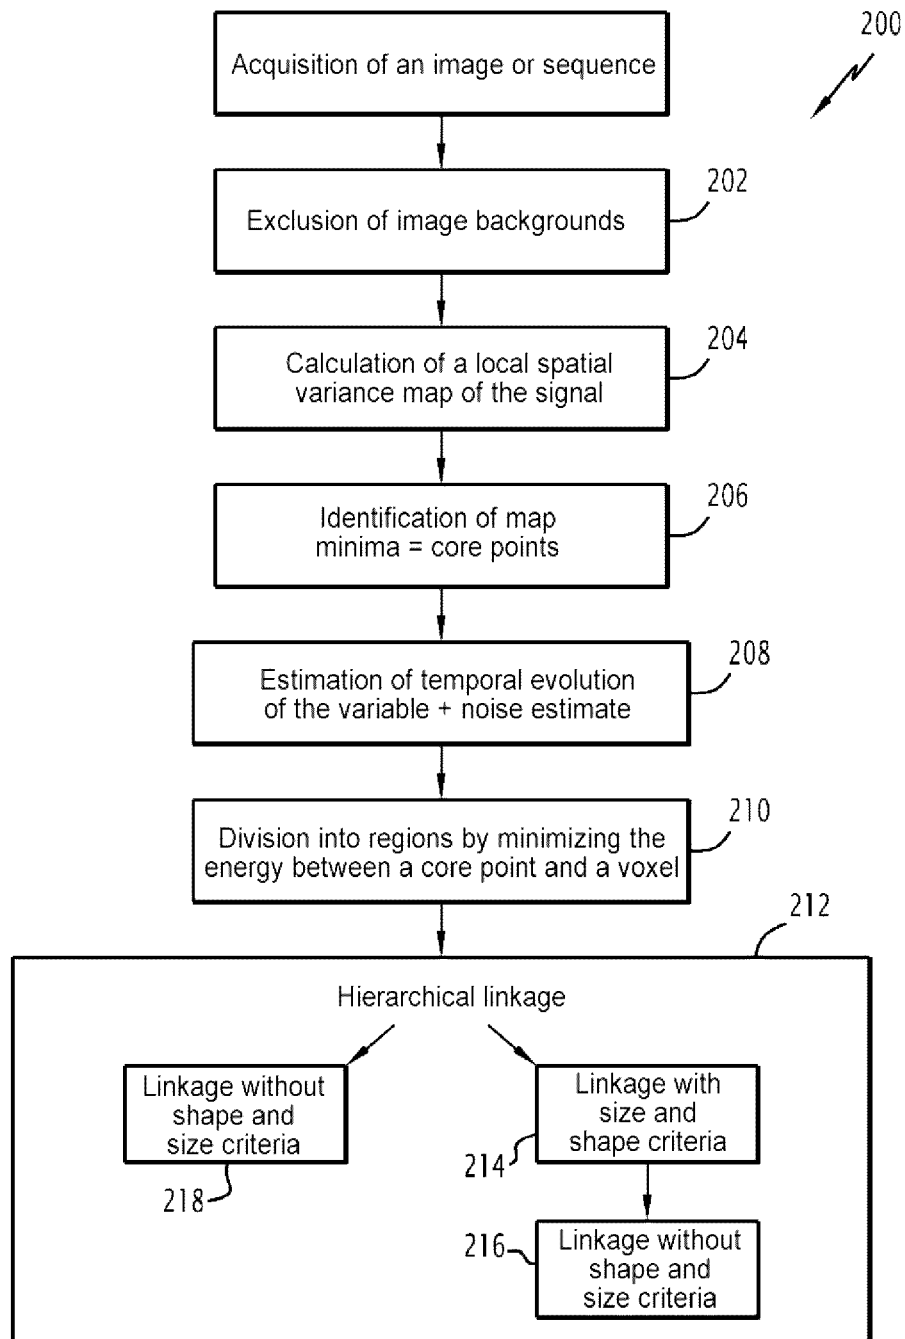 200
Acquisition of an image or sequence
202
Exclusion of image backgrounds
204
Calculation of a local spatial
variance map of the signal
206
Identification of map
minima = core points
208
Estimation of temporal evolution
of the variable + noise estimate
210
Division into regions by minimizing the
energy between a core point and a voxel
212
Hierarchical linkage
Linkage without
shape and
size criteria
218
Linkage with
size and
shape criteria
214
216
Linkage without
shape and
size criteria